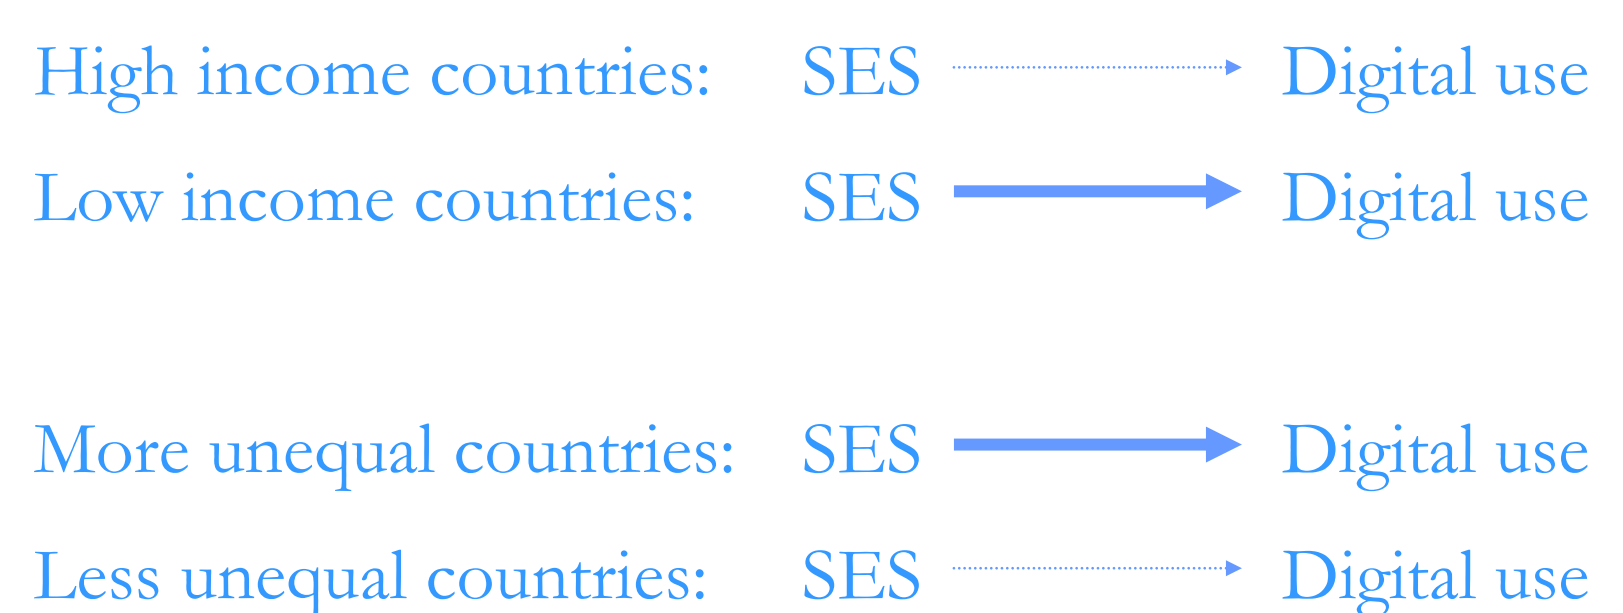 High income countries: SES Digital use
Low income countries: SES Digital use
More unequal countries: SES Digital use
Less unequal countries: SES Digital use